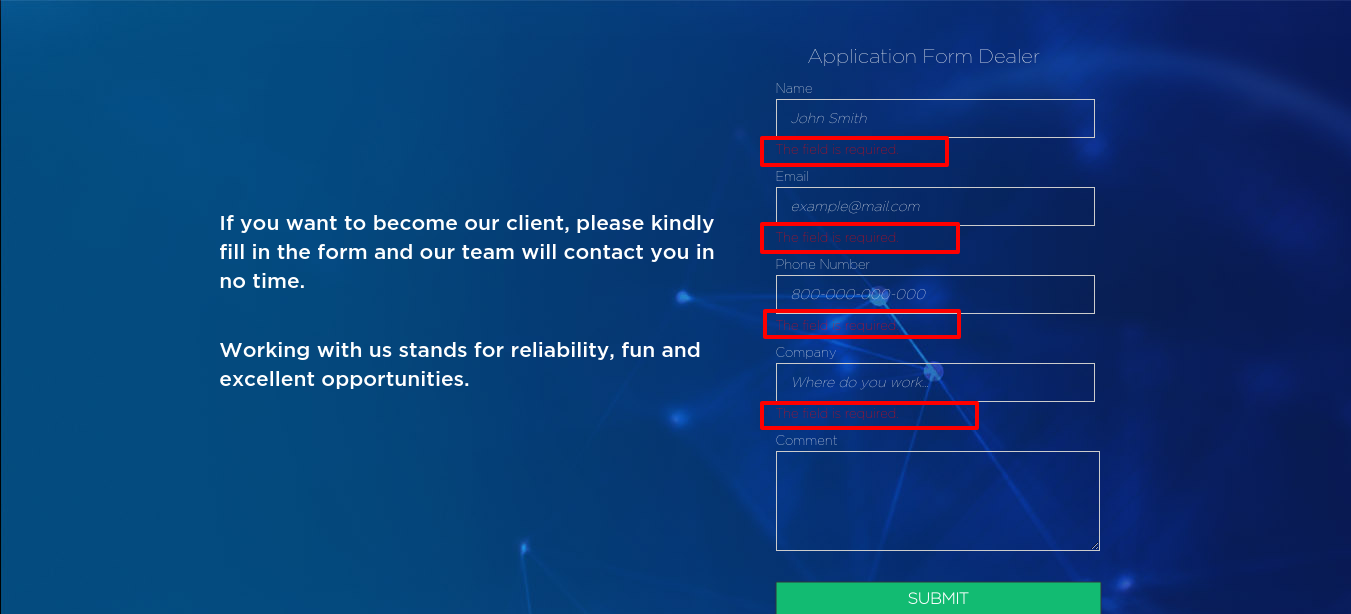 Application Form Dealer
Name
John Smith
The field is required.
Email
example@mail.com
The field is required.
Phone Number
800-000-000-000
The field is required.
Company
Where do you work...
The field is required.
Comment
SUBMIT
If you want to become our client, please kindly
fill in the form and our team will contact you in
no time.
Working with us stands for reliability, fun and
excellent opportunities.